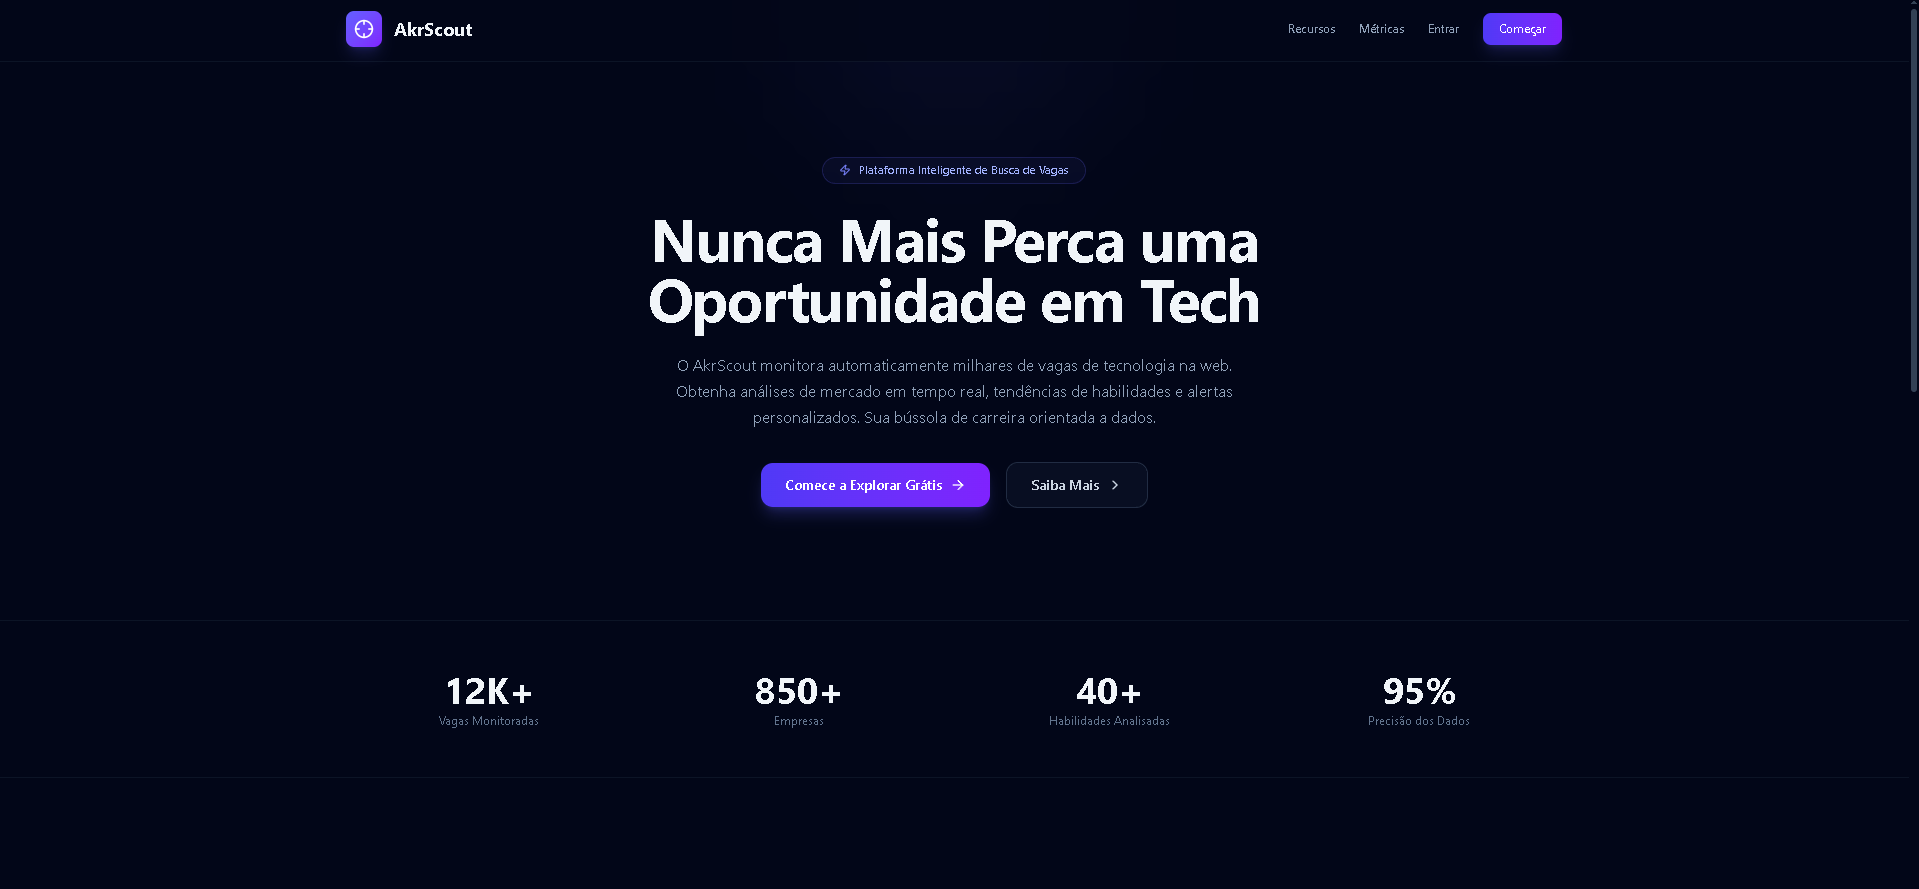 AkrScout
Recursos
Métricas
Entrar
Começar
Plataforma Inteligente de Busca de Vagas
Nunca Mais Perca uma
Oportunidade em Tech
O AkrScout monitora automaticamente milhares de vagas de tecnologia na web.
Obtenha análises de mercado em tempo real, tendências de habilidades e alertas
personalizados. Sua bússola de carreira orientada a dados.
Comece a Explorar Grátis
Saiba Mais
12K+
Vagas Monitoradas
850+
Empresas
40+
Habilidades Analisadas
95%
Precisão dos Dados